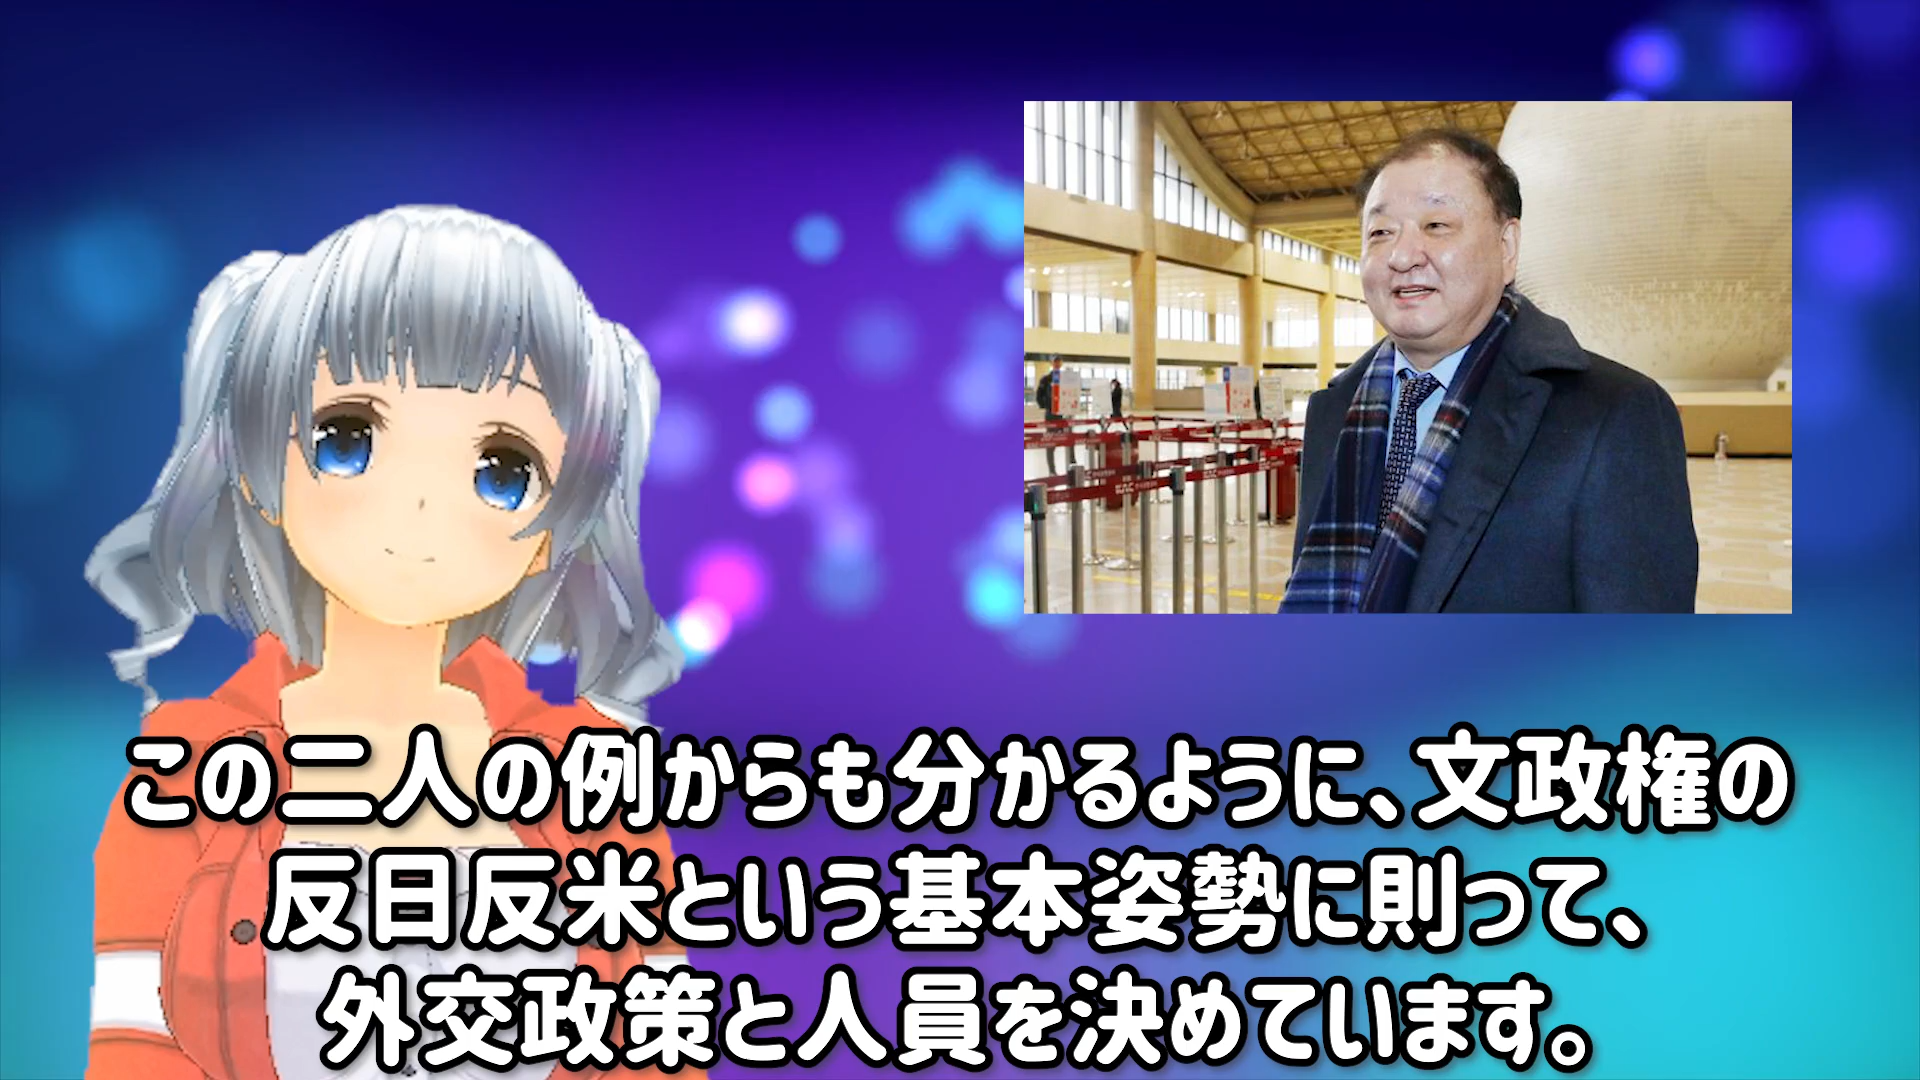 この二人の例からも分かるように、文政権の
反日反米という基本姿勢に則って、
外交政策と人員を決めています。